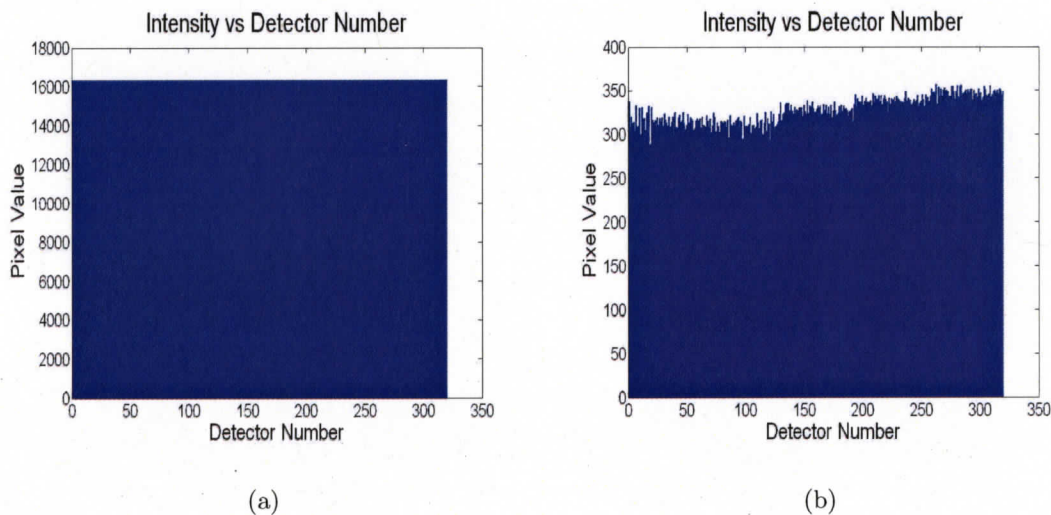 Intensity vs Detector Number
18000
16000
14000
12000
10000
8000
6000
4000
2000
0
Pixel Value
0 50 100 150 200 250 300 350
Detector Number
(a)
Intensity vs Detector Number
400
350
300
250
200
150
100
50
0
Pixel Value
0 50 100 150 200 250 300 350
Detector Number
(b)